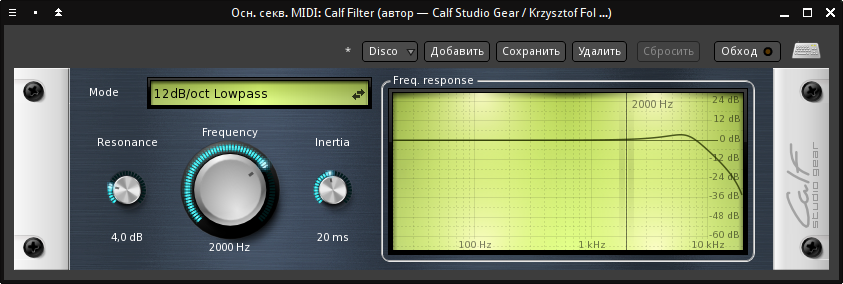 Осн. секв. MIDI: Calf Filter (автор — Calf Studio Gear / Krzysztof Fol ...)
* Disco Добавить Сохранить Удалить Сбросить Обход
Mode 12dB/oct Lowpass
Resonance Frequency Inertia
4,0 dB 2000 Hz 20 ms
Freq. response
2000 Hz
24 dB
12 dB
0 dB
-12 dB
-24 dB
-36 dB
-48 dB
-60 dB
100 Hz 1 kHz 10 kHz
Calf
studio gear